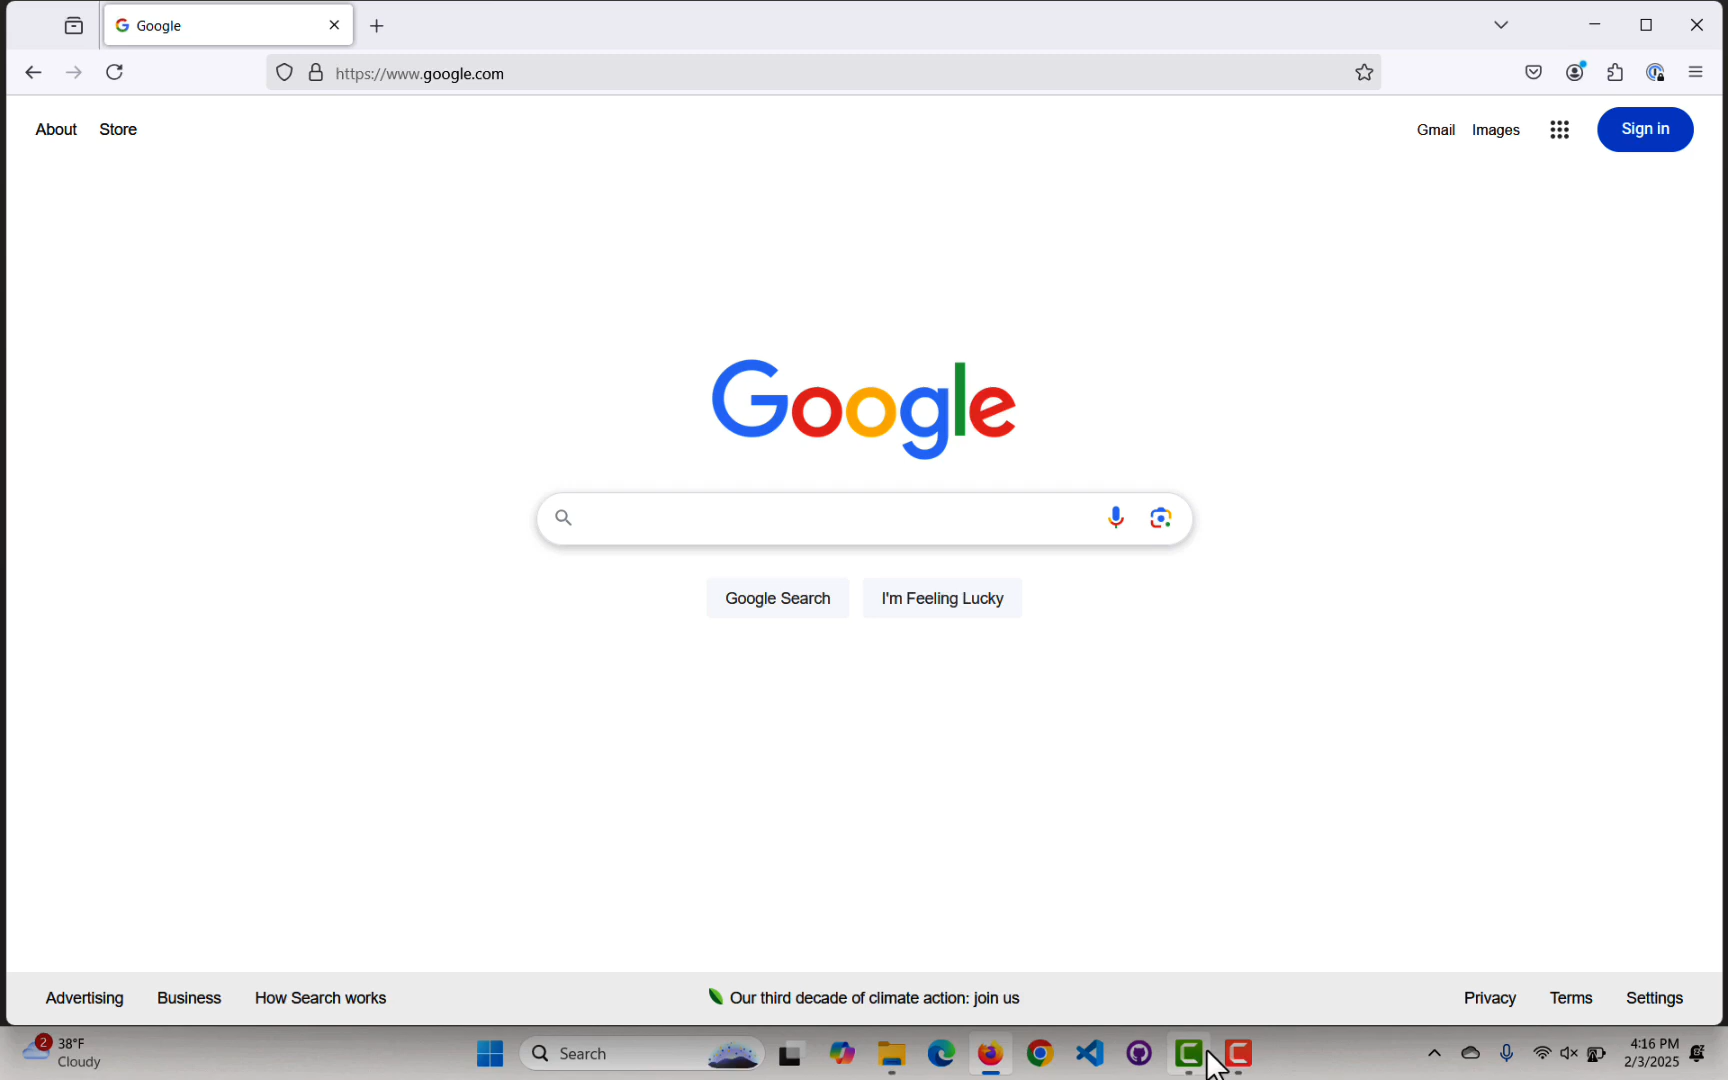 Google
https://www.google.com
About Store
Gmail Images Sign in
Google
Google Search I'm Feeling Lucky
Advertising Business How Search works
Our third decade of climate action: join us
Privacy Terms Settings
2 38°F
Cloudy
Search
4:16 PM
2/3/2025